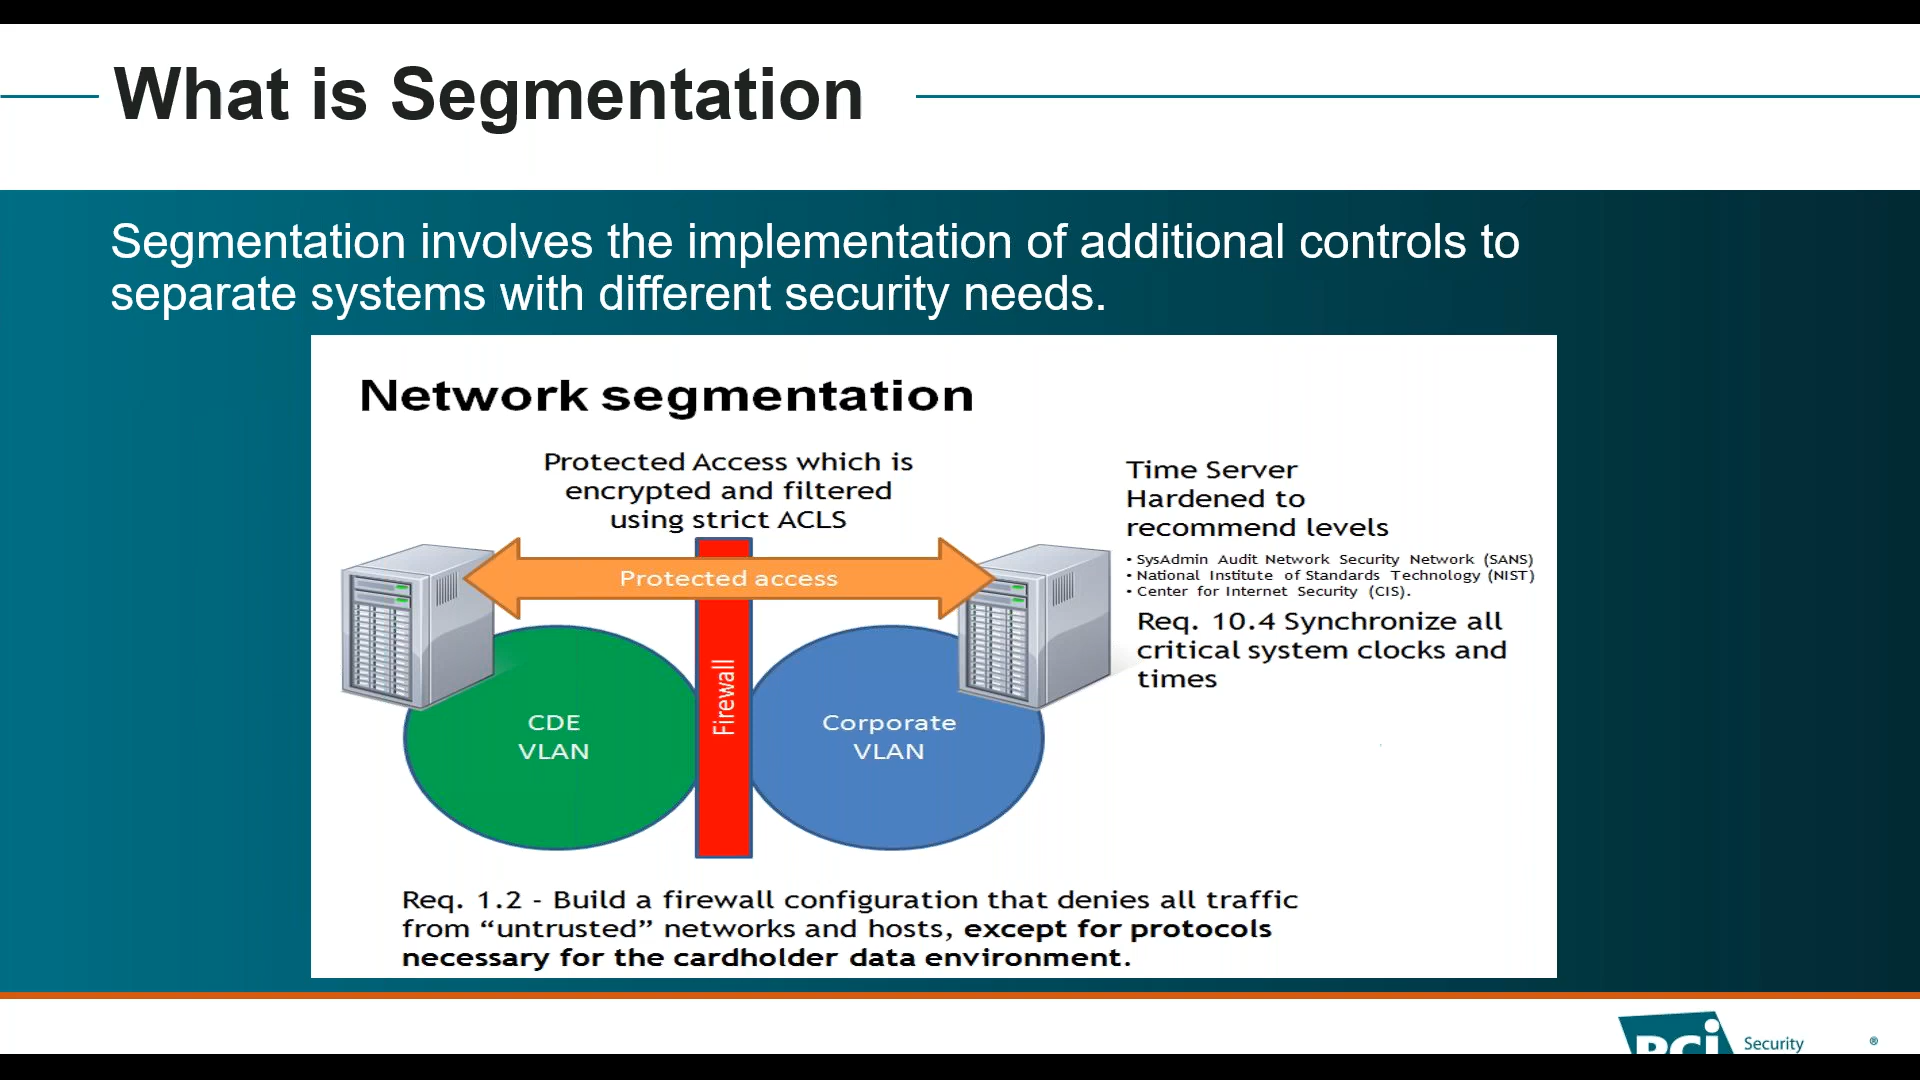 What is Segmentation
Segmentation involves the implementation of additional controls to
separate systems with different security needs.
Network segmentation
Protected Access which is
encrypted and filtered
using strict ACLS
Protected access
Firewall
CDE
VLAN
Corporate
VLAN
Time Server
Hardened to
recommend levels
• SysAdmin Audit Network Security Network (SANS)
• National Institute of Standards Technology (NIST)
• Center for Internet Security (CIS).
Req. 10.4 Synchronize all
critical system clocks and
times
Req. 1.2 - Build a firewall configuration that denies all traffic
from “untrusted” networks and hosts, except for protocols
necessary for the cardholder data environment.
PCi
Security ®